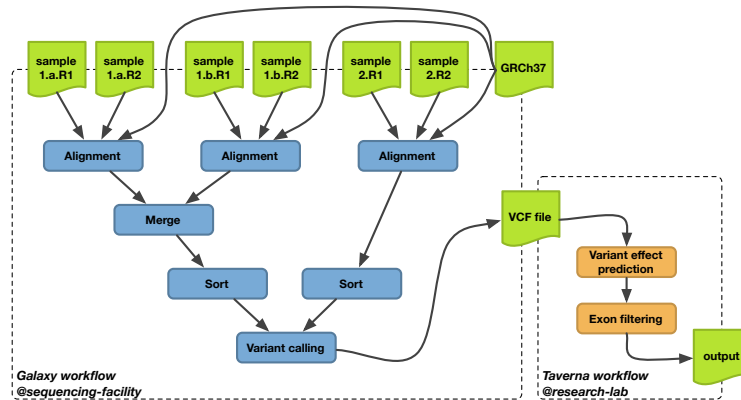 sample
1.a.R1
sample
1.a.R2
sample
1.b.R1
sample
1.b.R2
sample
2.R1
sample
2.R2
GRCh37
Alignment
Alignment
Alignment
Merge
VCF file
Variant effect
prediction
Sort
Sort
Exon filtering
Variant calling
output
Galaxy workflow
@sequencing-facility
Taverna workflow
@research-lab